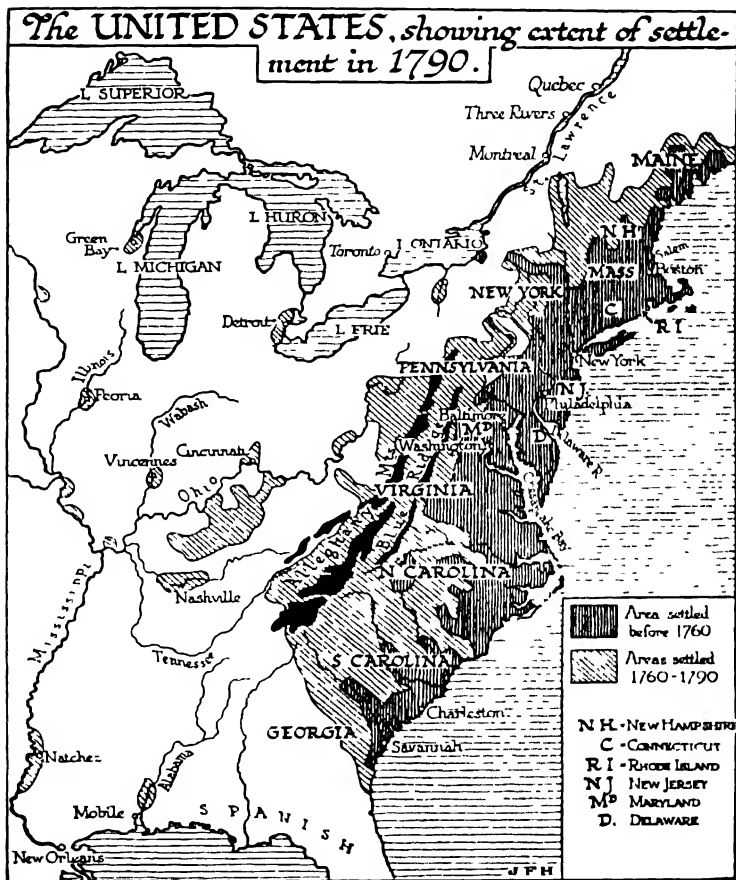 The UNITED STATES, showing extent of settle-
ment in 1790.
L SUPERIOR
Quebec
Three Rivers
Montreal
St. Lawrence
MAINE
L HURON
Green
Bay
L MICHIGAN
Toronto
L ONTARIO
N H
Salem
Boston
MASS
NEW YORK
C
R I
Detroit
L ERIE
New York
Illinois
Peoria
PENNSYLVANIA
N J.
Philadelphia
Wabash
Baltimore
MD
Washington
D
Delaware R.
Cincinnati
Vincennes
Ohio
VIRGINIA
Chesapeake Bay
Alleghany Mts
Blue Ridge
N CAROLINA
Nashville
Mississippi
Tennesse
S CAROLINA
Charleston
GEORGIA
Savannah
Natchez
Alabama
Mobile
SPANISH
New Orleans
Area settled
before 1760
Areas settled
1760-1790
N H - NEW HAMPSHIRE
C - CONNECTICUT
R I - RHODE ISLAND
N J NEW JERSEY
MD MARYLAND
D. DELAWARE
J F H